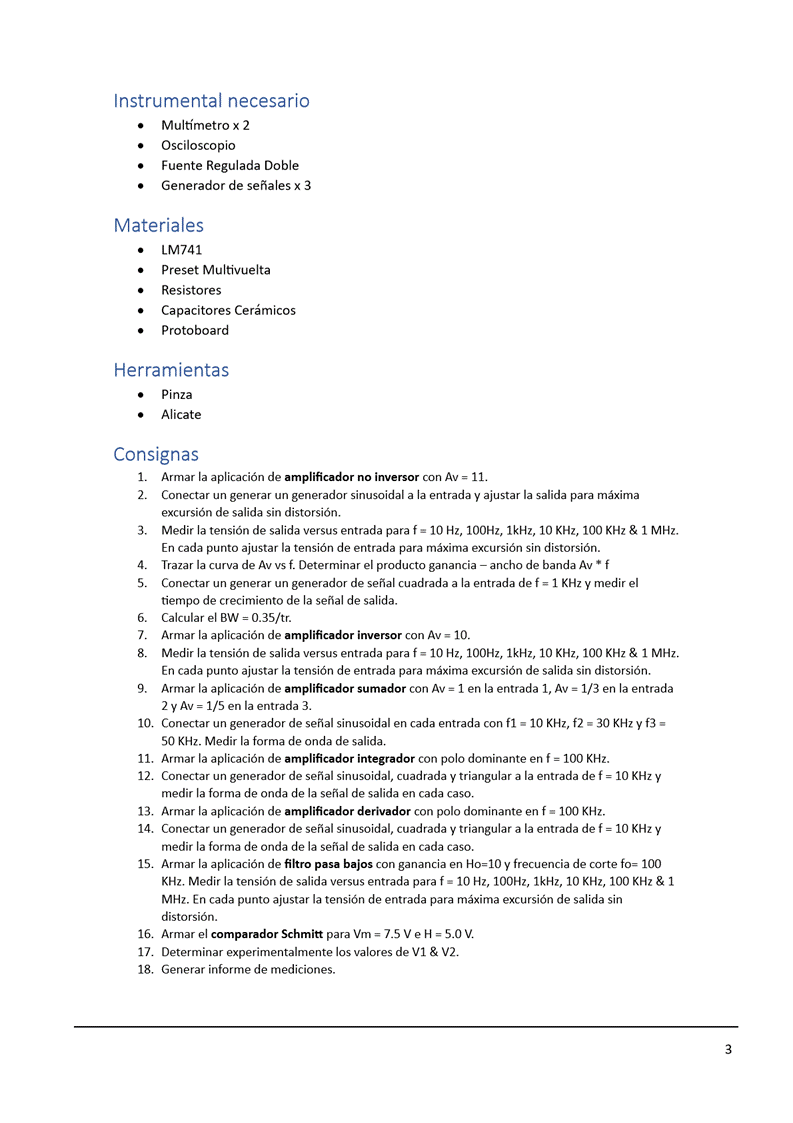 Instrumental necesario
• Multímetro x 2
• Osciloscopio
• Fuente Regulada Doble
• Generador de señales x 3
Materiales
• LM741
• Preset Multivuelta
• Resistores
• Capacitores Cerámicos
• Protoboard
Herramientas
• Pinza
• Alicate
Consignas
1. Armar la aplicación de amplificador no inversor con Av = 11.
2. Conectar un generar un generador sinusoidal a la entrada y ajustar la salida para máxima
excursión de salida sin distorsión.
3. Medir la tensión de salida versus entrada para f = 10 Hz, 100Hz, 1kHz, 10 KHz, 100 KHz & 1 MHz.
En cada punto ajustar la tensión de entrada para máxima excursión sin distorsión.
4. Trazar la curva de Av vs f. Determinar el producto ganancia – ancho de banda Av * f
5. Conectar un generar un generador de señal cuadrada a la entrada de f = 1 KHz y medir el
tiempo de crecimiento de la señal de salida.
6. Calcular el BW = 0.35/tr.
7. Armar la aplicación de amplificador inversor con Av = 10.
8. Medir la tensión de salida versus entrada para f = 10 Hz, 100Hz, 1kHz, 10 KHz, 100 KHz & 1 MHz.
En cada punto ajustar la tensión de entrada para máxima excursión de salida sin distorsión.
9. Armar la aplicación de amplificador sumador con Av = 1 en la entrada 1, Av = 1/3 en la entrada
2 y Av = 1/5 en la entrada 3.
10. Conectar un generador de señal sinusoidal en cada entrada con f1 = 10 KHz, f2 = 30 KHz y f3 =
50 KHz. Medir la forma de onda de salida.
11. Armar la aplicación de amplificador integrador con polo dominante en f = 100 KHz.
12. Conectar un generador de señal sinusoidal, cuadrada y triangular a la entrada de f = 10 KHz y
medir la forma de onda de la señal de salida en cada caso.
13. Armar la aplicación de amplificador derivador con polo dominante en f = 100 KHz.
14. Conectar un generador de señal sinusoidal, cuadrada y triangular a la entrada de f = 10 KHz y
medir la forma de onda de la señal de salida en cada caso.
15. Armar la aplicación de filtro pasa bajos con ganancia en Ho=10 y frecuencia de corte fo= 100
KHz. Medir la tensión de salida versus entrada para f = 10 Hz, 100Hz, 1kHz, 10 KHz, 100 KHz & 1
MHz. En cada punto ajustar la tensión de entrada para máxima excursión de salida sin
distorsión.
16. Armar el comparador Schmitt para Vm = 7.5 V e H = 5.0 V.
17. Determinar experimentalmente los valores de V1 & V2.
18. Generar informe de mediciones.
3